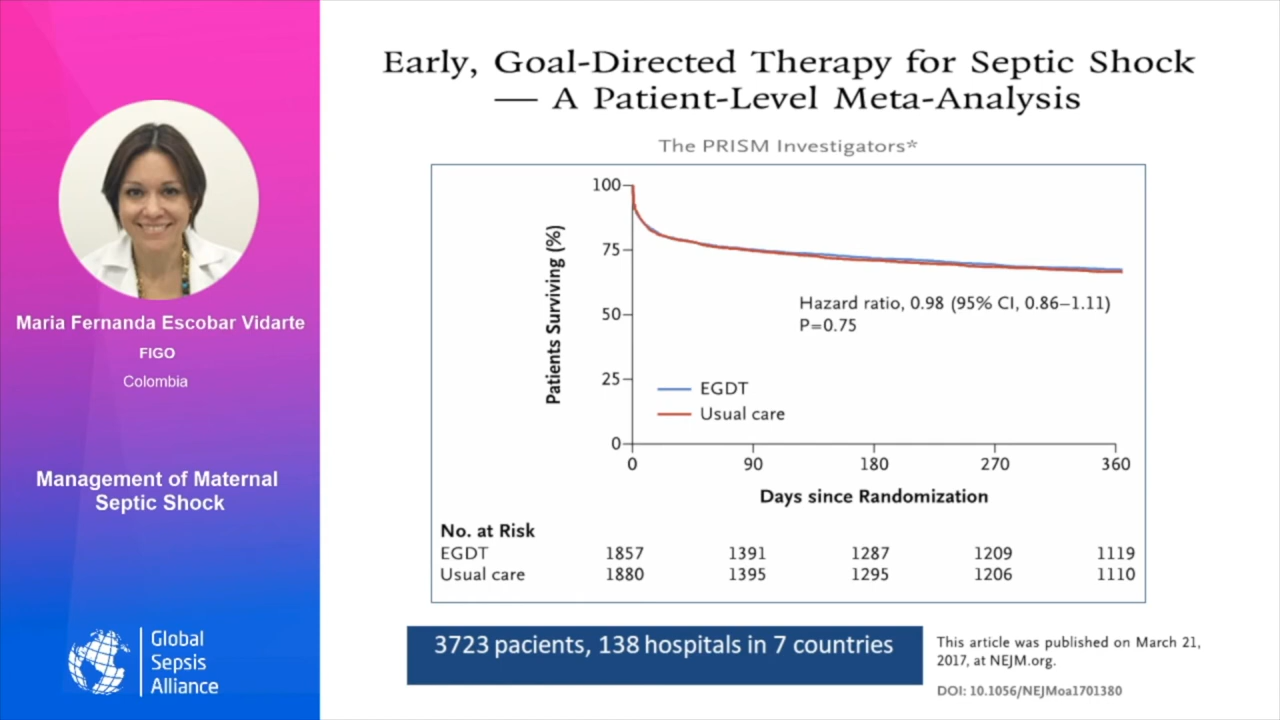 Maria Fernanda Escobar Vidarte
FIGO
Colombia
Management of Maternal
Septic Shock
Global
Sepsis
Alliance
Early, Goal-Directed Therapy for Septic Shock
— A Patient-Level Meta-Analysis
The PRISM Investigators*
Patients Surviving (%)
100
75
50
25
0
Hazard ratio, 0.98 (95% CI, 0.86–1.11)
P=0.75
EGDT
Usual care
0 90 180 270 360
Days since Randomization
No. at Risk
EGDT 1857 1391 1287 1209 1119
Usual care 1880 1395 1295 1206 1110
3723 pacients, 138 hospitals in 7 countries
This article was published on March 21,
2017, at NEJM.org.
DOI: 10.1056/NEJMoa1701380